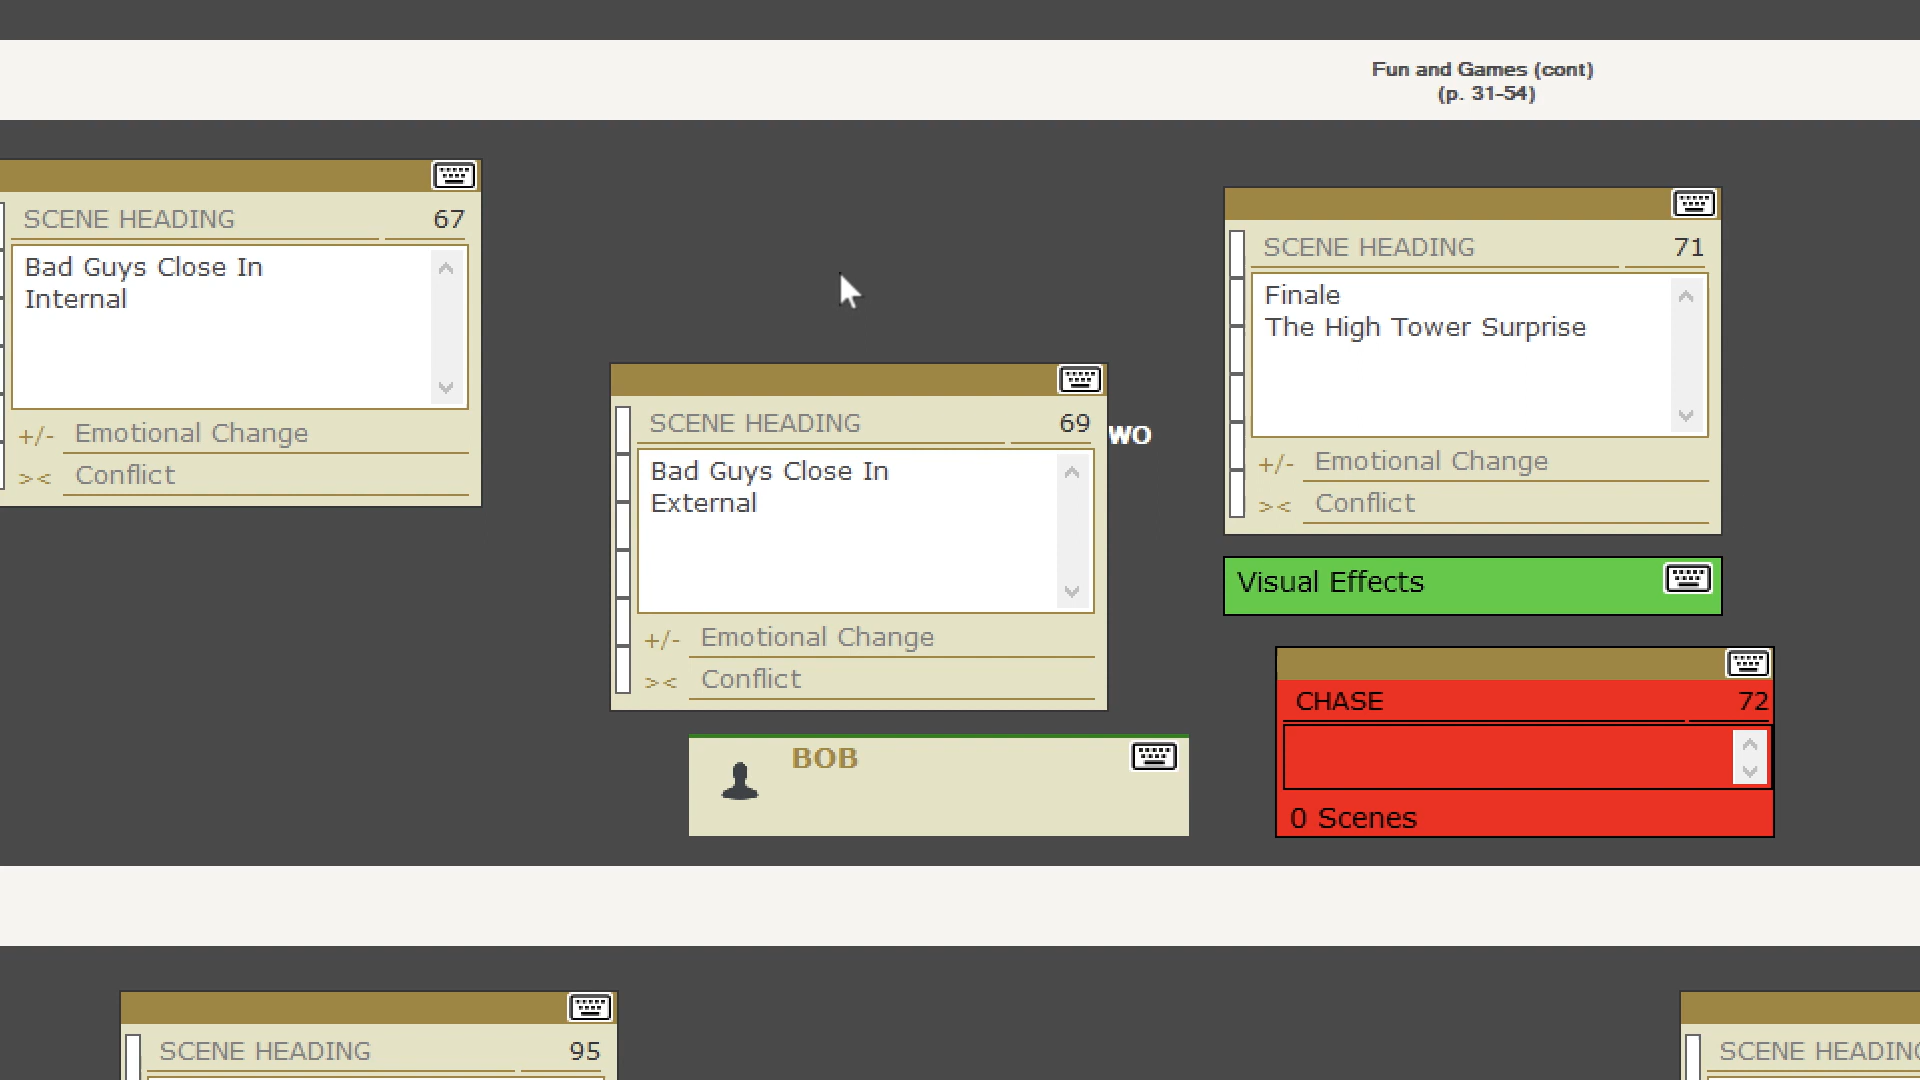 Fun and Games (cont)
(p. 31-54)
SCENE HEADING 67
Bad Guys Close In
Internal
+/- Emotional Change
>< Conflict
SCENE HEADING 69
Bad Guys Close In
External
+/- Emotional Change
>< Conflict
WO
SCENE HEADING 71
Finale
The High Tower Surprise
+/- Emotional Change
>< Conflict
Visual Effects
BOB
CHASE 72
0 Scenes
SCENE HEADING 95
SCENE HEADING